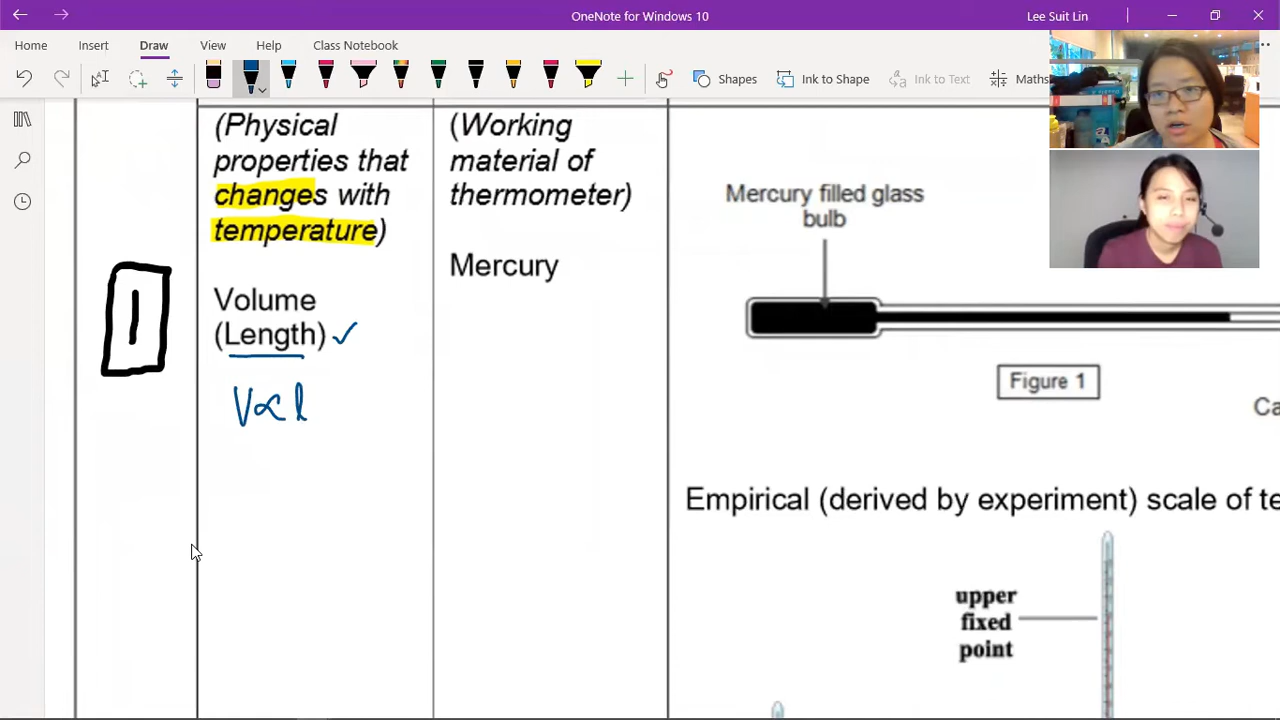 OneNote for Windows 10
Lee Suit Lin
Home Insert Draw View Help Class Notebook
Shapes Ink to Shape Ink to Text Maths
(Physical
properties that
changes with
temperature)
Volume
(Length) ✓
V∝l
(Working
material of
thermometer)
Mercury
Mercury filled glass
bulb
Figure 1
Ca
Empirical (derived by experiment) scale of te
upper
fixed
point